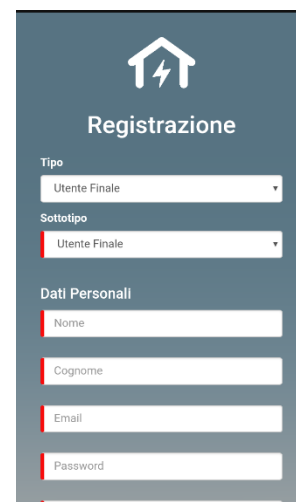 Registrazione
Tipo
Utente Finale
Sottotipo
Utente Finale
Dati Personali
Nome
Cognome
Email
Password